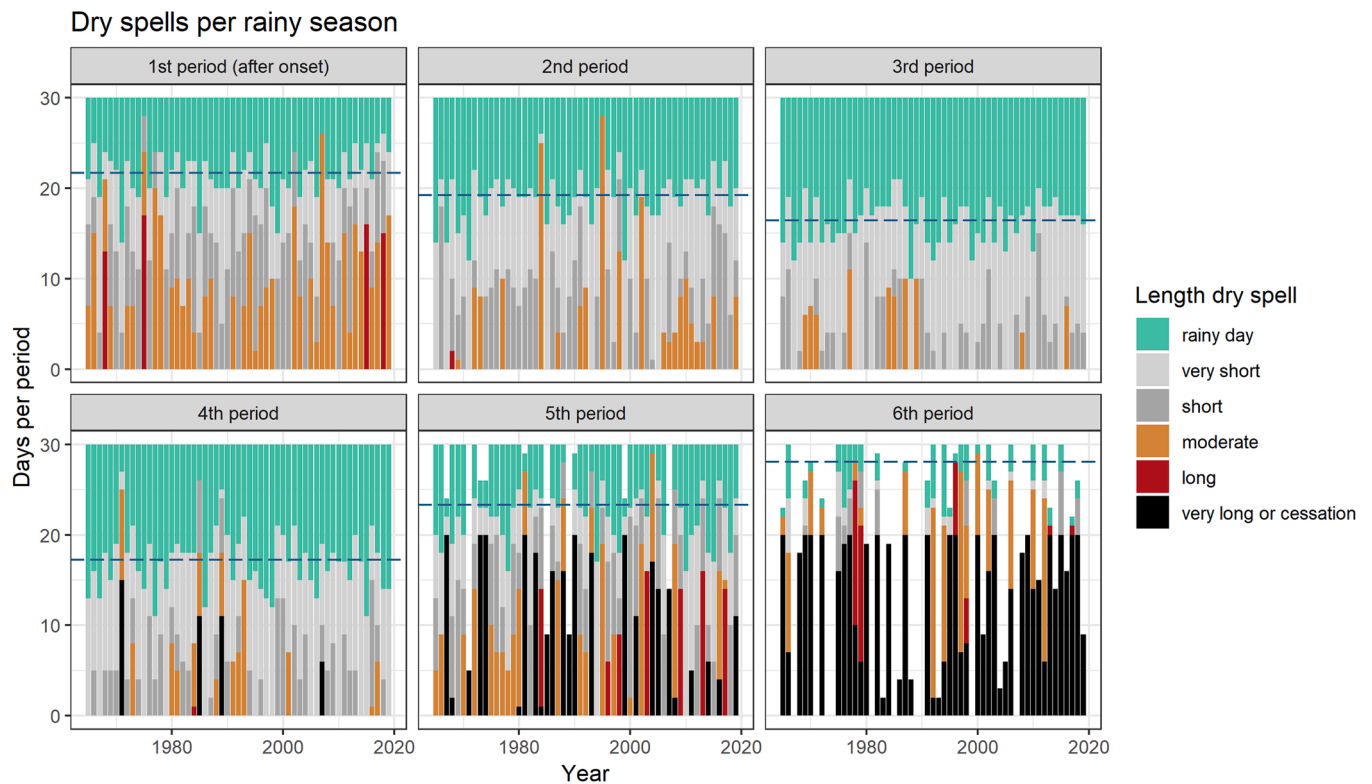 Dry spells per rainy season
1st period (after onset)
2nd period
3rd period
30
20
10
0
4th period
5th period
6th period
30
20
10
0
Days per period
1980
2000
2020
1980
2000
2020
1980
2000
2020
Year
Length dry spell
rainy day
very short
short
moderate
long
very long or cessation